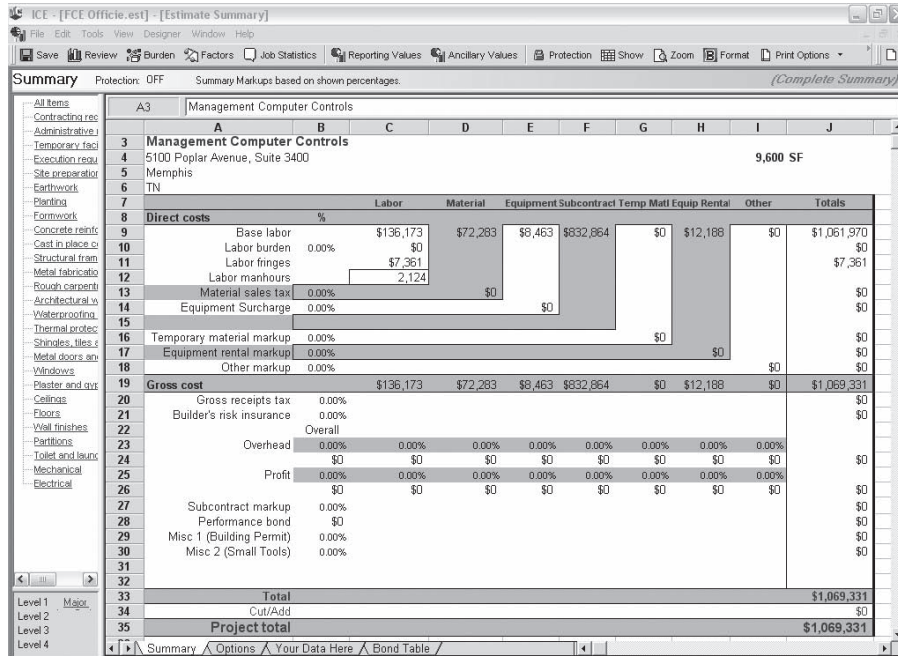 ICE - [FCE Officie.est] - [Estimate Summary]
File Edit Tools View Designer Window Help
Save Review Burden Factors Job Statistics Reporting Values Ancillary Values Protection Show Zoom Format Print Options
Summary Protection: OFF Summary Markups based on shown percentages. (Complete Summary)
All Items
Contracting rec
Administrative
Temporary faci
Execution requ
Site preparation
Earthwork
Planting
Formwork
Concrete reinfo
Cast in place
Structural fram
Metal fabricatio
Rough carpent
Architectural
Waterproofing
Thermal protec
Shingles, tiles
Metal doors an
Windows
Plaster and gyp
Ceilings
Floors
Wall finishes
Partitions
Toilet and laund
Mechanical
Electrical
Level 1 Major
Level 2
Level 3
Level 4
A3 Management Computer Controls
A B C D E F G H I J
3 Management Computer Controls
4 5100 Poplar Avenue, Suite 3400 9,600 SF
5 Memphis
6 TN
7 Labor Material Equipment Subcontract Temp Matl Equip Rental Other Totals
8 Direct costs %
9 Base labor $136,173 $72,283 $8,463 $832,864 $0 $12,188 $0 $1,061,970
10 Labor burden 0.00% $0 $0
11 Labor fringes $7,361 $7,361
12 Labor manhours 2,124
13 Material sales tax 0.00% $0 $0
14 Equipment Surcharge 0.00% $0 $0
15
16 Temporary material markup 0.00% $0 $0
17 Equipment rental markup 0.00% $0 $0
18 Other markup 0.00% $0 $0
19 Gross cost $136,173 $72,283 $8,463 $832,864 $0 $12,188 $0 $1,069,331
20 Gross receipts tax 0.00% $0
21 Builder's risk insurance 0.00% $0
22 Overall
23 Overhead 0.00% 0.00% 0.00% 0.00% 0.00% 0.00% 0.00% 0.00%
24 $0 $0 $0 $0 $0 $0 $0 $0 $0
25 Profit 0.00% 0.00% 0.00% 0.00% 0.00% 0.00% 0.00% 0.00%
26 $0 $0 $0 $0 $0 $0 $0 $0 $0
27 Subcontract markup 0.00% $0
28 Performance bond $0 $0
29 Misc 1 (Building Permit) 0.00% $0
30 Misc 2 (Small Tools) 0.00% $0
31
32
33 Total $1,069,331
34 Cut/Add $0
35 Project total $1,069,331
Summary Options Your Data Here Bond Table